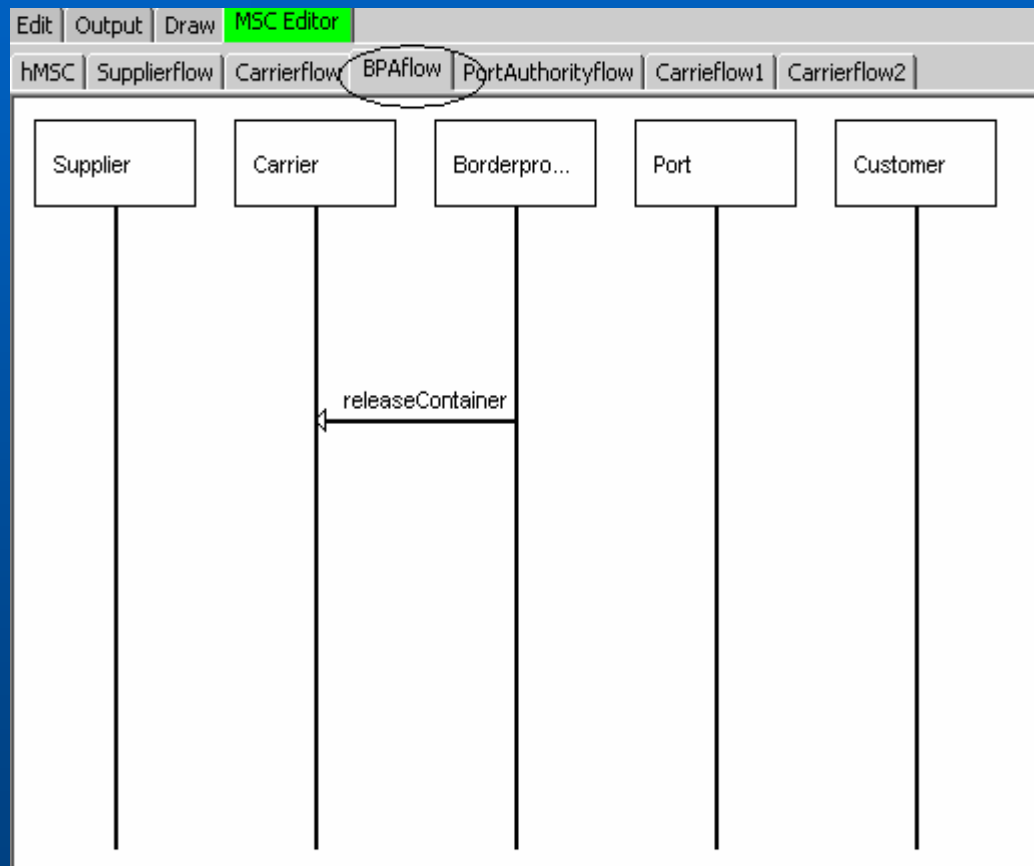 Edit Output Draw MSC Editor
hMSC Supplierflow Carrierflow BPAflow PortAuthorityflow Carrieflow1 Carrierflow2
Supplier Carrier Borderpro... Port Customer
releaseContainer